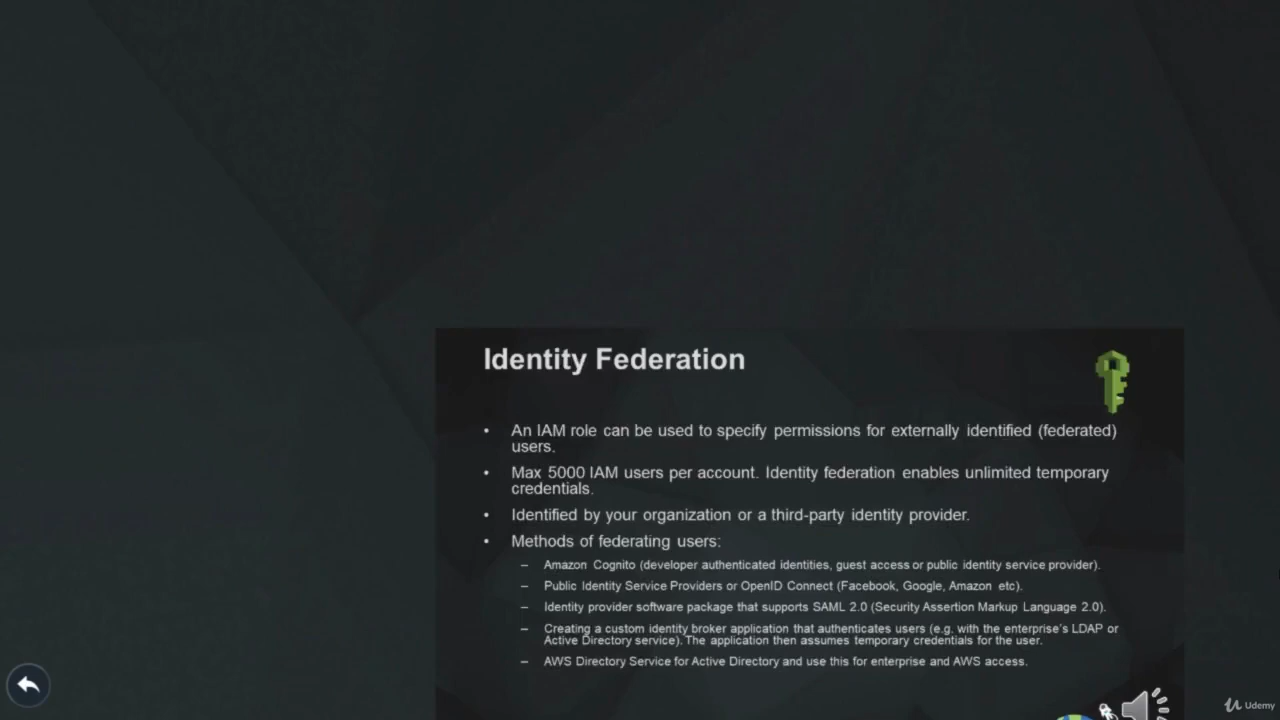 Identity Federation
• An IAM role can be used to specify permissions for externally identified (federated)
users.
• Max 5000 IAM users per account. Identity federation enables unlimited temporary
credentials.
• Identified by your organization or a third-party identity provider.
• Methods of federating users:
– Amazon Cognito (developer authenticated identities, guest access or public identity service provider).
– Public Identity Service Providers or OpenID Connect (Facebook, Google, Amazon etc).
– Identity provider software package that supports SAML 2.0 (Security Assertion Markup Language 2.0).
– Creating a custom identity broker application that authenticates users (e.g. with the enterprise's LDAP or
Active Directory service). The application then assumes temporary credentials for the user.
– AWS Directory Service for Active Directory and use this for enterprise and AWS access.
Udemy